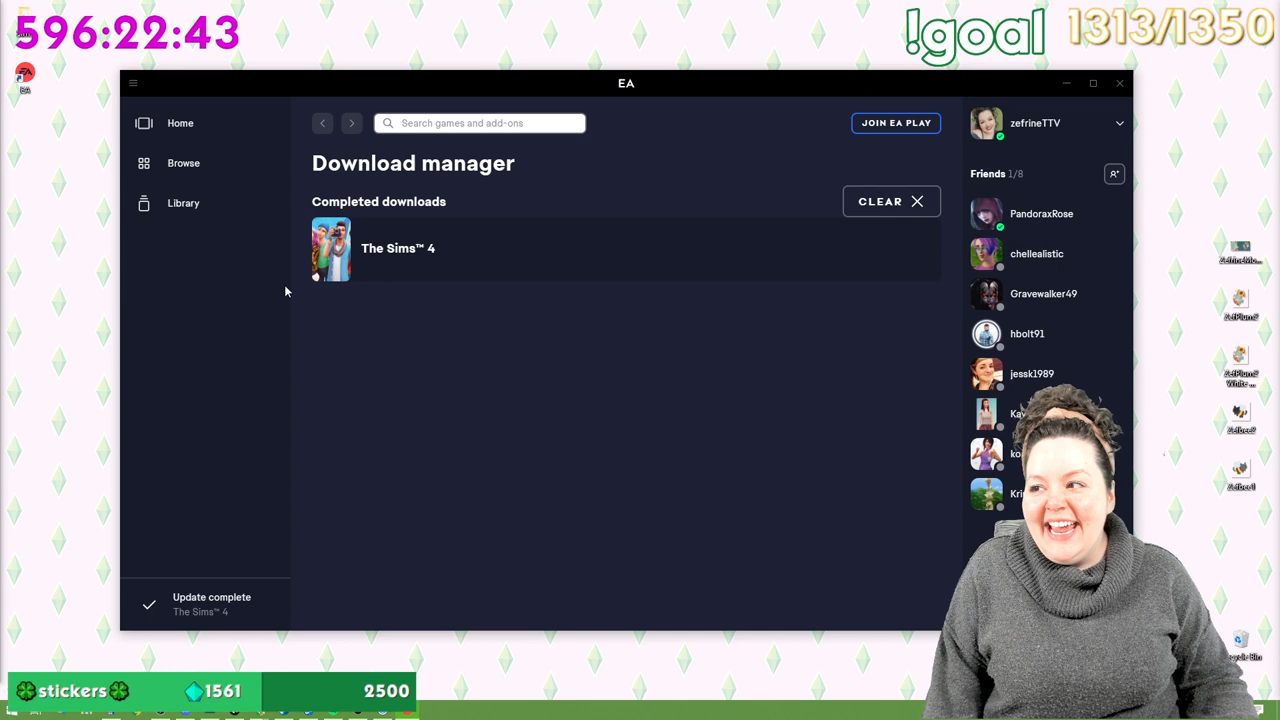 596:22:43
!goal
1313/1350
EA
EA
Home
Browse
Library
Search games and add-ons
JOIN EA PLAY
Download manager
Completed downloads
CLEAR
The Sims™ 4
zefrineTTV
Friends 1/8
PandoraxRose
chellealistic
Gravewalker49
hbolt91
jessk1989
Update complete
The Sims™ 4
stickers
1561
2500